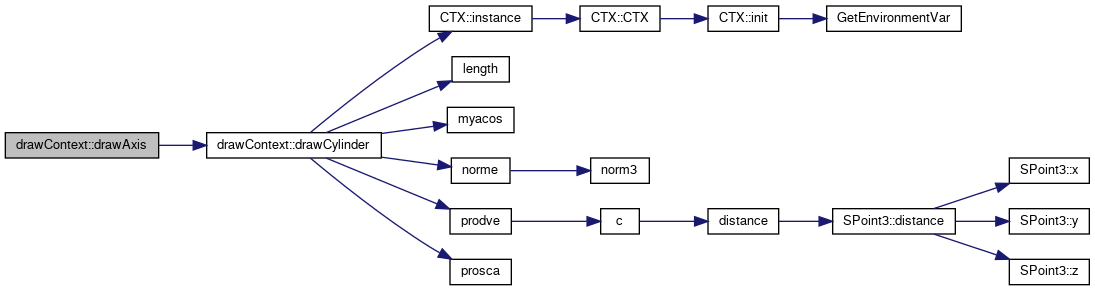 CTX::instance
CTX::CTX
CTX::init
GetEnvironmentVar
length
myacos
drawContext::drawAxis
drawContext::drawCylinder
norme
norm3
SPoint3::x
prodve
c
distance
SPoint3::distance
SPoint3::y
prosca
SPoint3::z